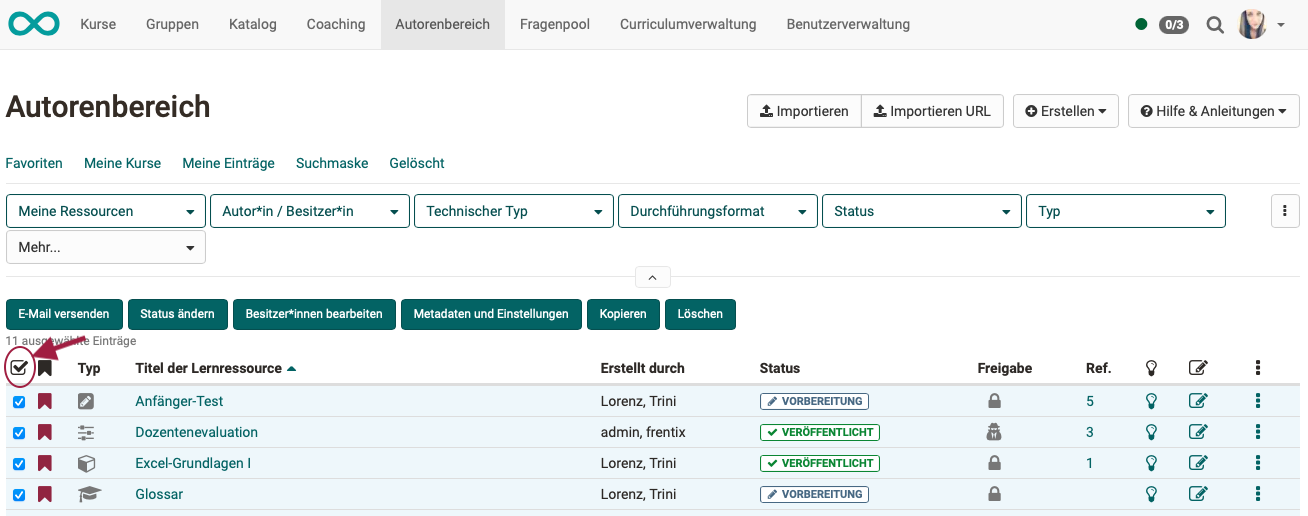 Kurse Gruppen Katalog Coaching Autorenbereich Fragenpool Curriculumverwaltung Benutzerverwaltung 0/3
Autorenbereich
Importieren Importieren URL Erstellen Hilfe & Anleitungen
Favoriten Meine Kurse Meine Einträge Suchmaske Gelöscht
Meine Ressourcen Autor*in / Besitzer*in Technischer Typ Durchführungsformat Status Typ
Mehr...
E-Mail versenden Status ändern Besitzer*innen bearbeiten Metadaten und Einstellungen Kopieren Löschen
11 ausgewählte Einträge
Typ Titel der Lernressource Erstellt durch Status Freigabe Ref.
Anfänger-Test Lorenz, Trini VORBEREITUNG 5
Dozentenevaluation admin, frentix VERÖFFENTLICHT 3
Excel-Grundlagen I Lorenz, Trini VERÖFFENTLICHT 1
Glossar Lorenz, Trini VORBEREITUNG